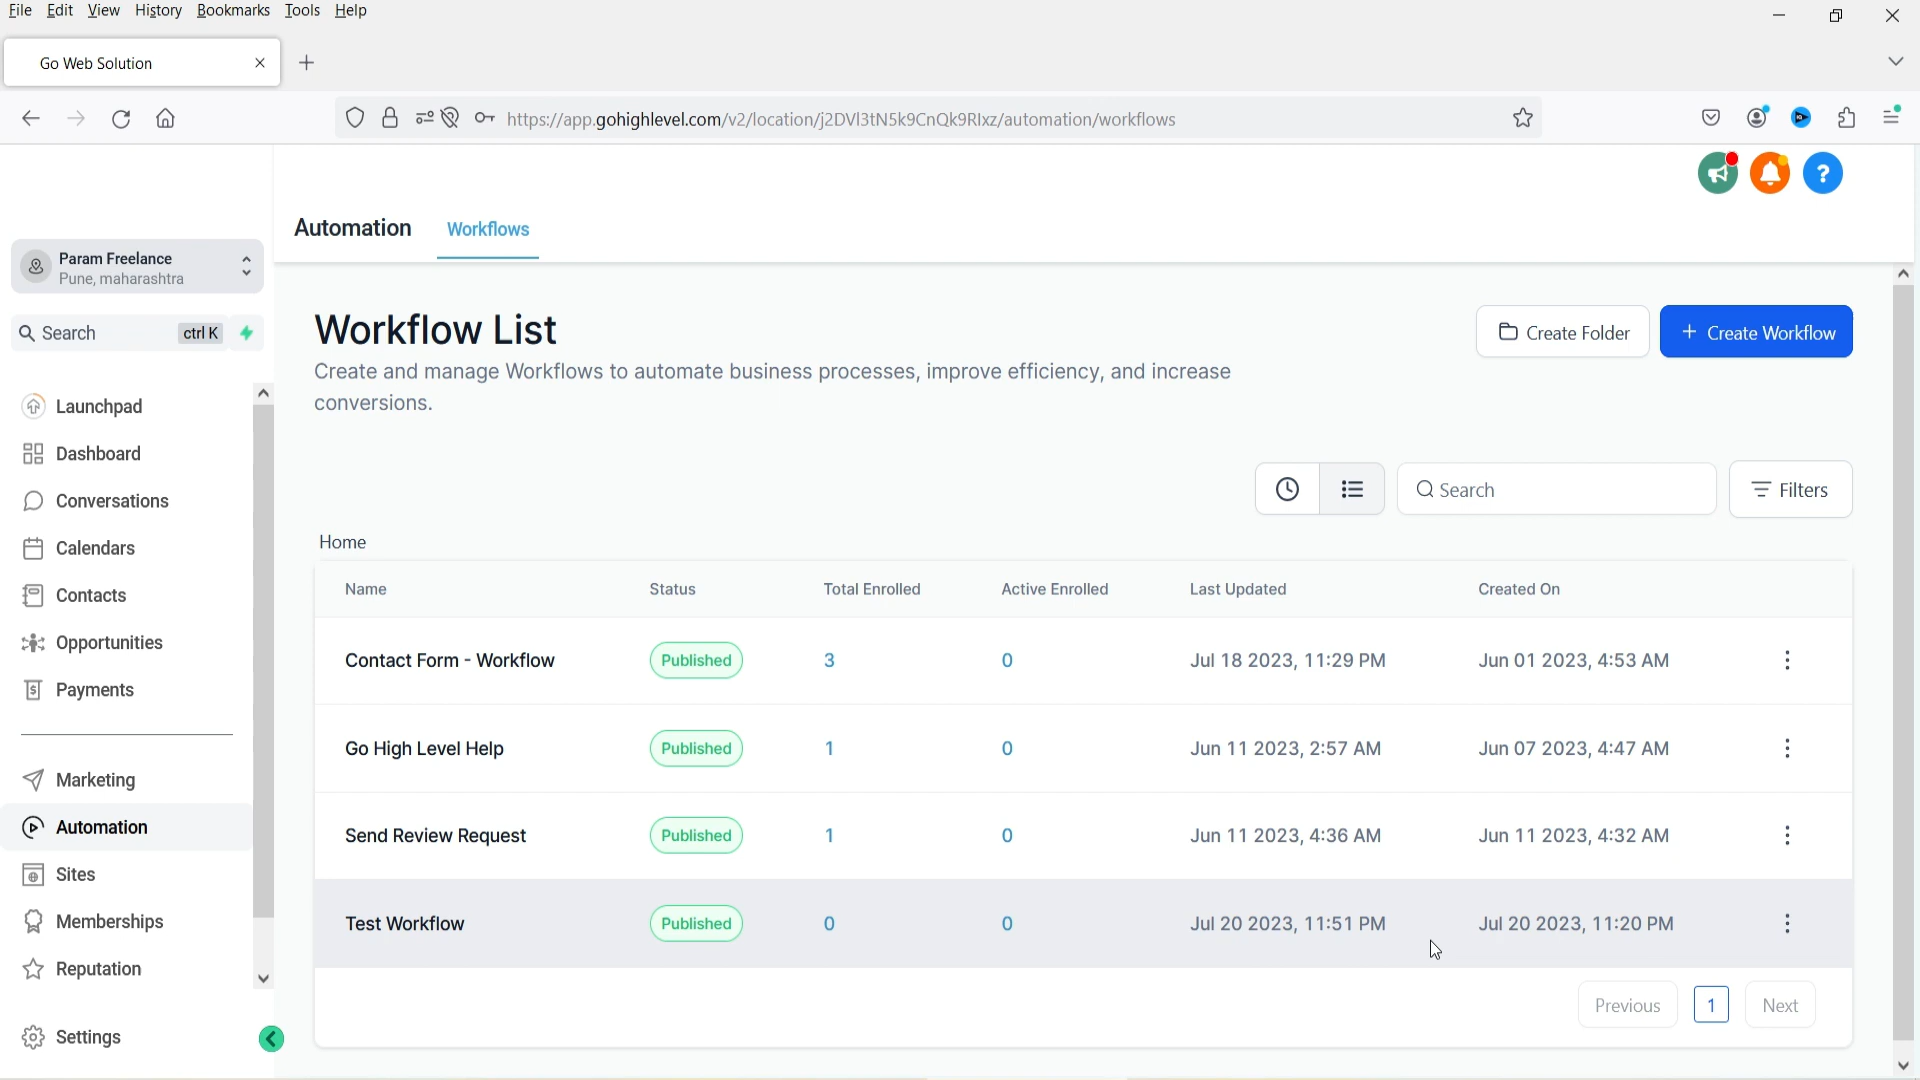 File Edit View History Bookmarks Tools Help
Go Web Solution
https://app.gohighlevel.com/v2/location/j2DVl3tN5k9CnQk9Rlxz/automation/workflows
Automation Workflows
Param Freelance
Pune, maharashtra
Search ctrl K
Launchpad
Dashboard
Conversations
Calendars
Contacts
Opportunities
Payments
Marketing
Automation
Sites
Memberships
Reputation
Settings
Workflow List
Create and manage Workflows to automate business processes, improve efficiency, and increase
conversions.
Create Folder
+ Create Workflow
Search
Filters
Home
Name Status Total Enrolled Active Enrolled Last Updated Created On
Contact Form - Workflow Published 3 0 Jul 18 2023, 11:29 PM Jun 01 2023, 4:53 AM
Go High Level Help Published 1 0 Jun 11 2023, 2:57 AM Jun 07 2023, 4:47 AM
Send Review Request Published 1 0 Jun 11 2023, 4:36 AM Jun 11 2023, 4:32 AM
Test Workflow Published 0 0 Jul 20 2023, 11:51 PM Jul 20 2023, 11:20 PM
Previous 1 Next